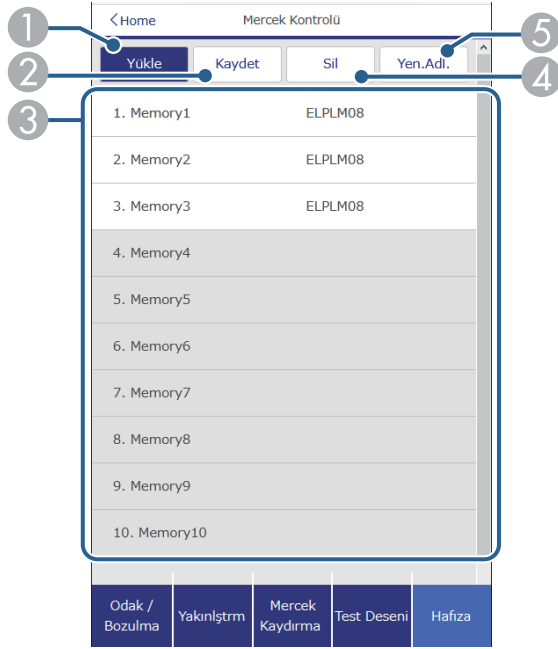 <Home Mercek Kontrolü
1 2 3 4 5
Yükle Kaydet Sil Yen.Adl.
1. Memory1 ELPLM08
2. Memory2 ELPLM08
3. Memory3 ELPLM08
4. Memory4
5. Memory5
6. Memory6
7. Memory7
8. Memory8
9. Memory9
10. Memory10
Odak /
Bozulma
Yakınlştrm
Mercek
Kaydırma
Test Deseni
Hafıza